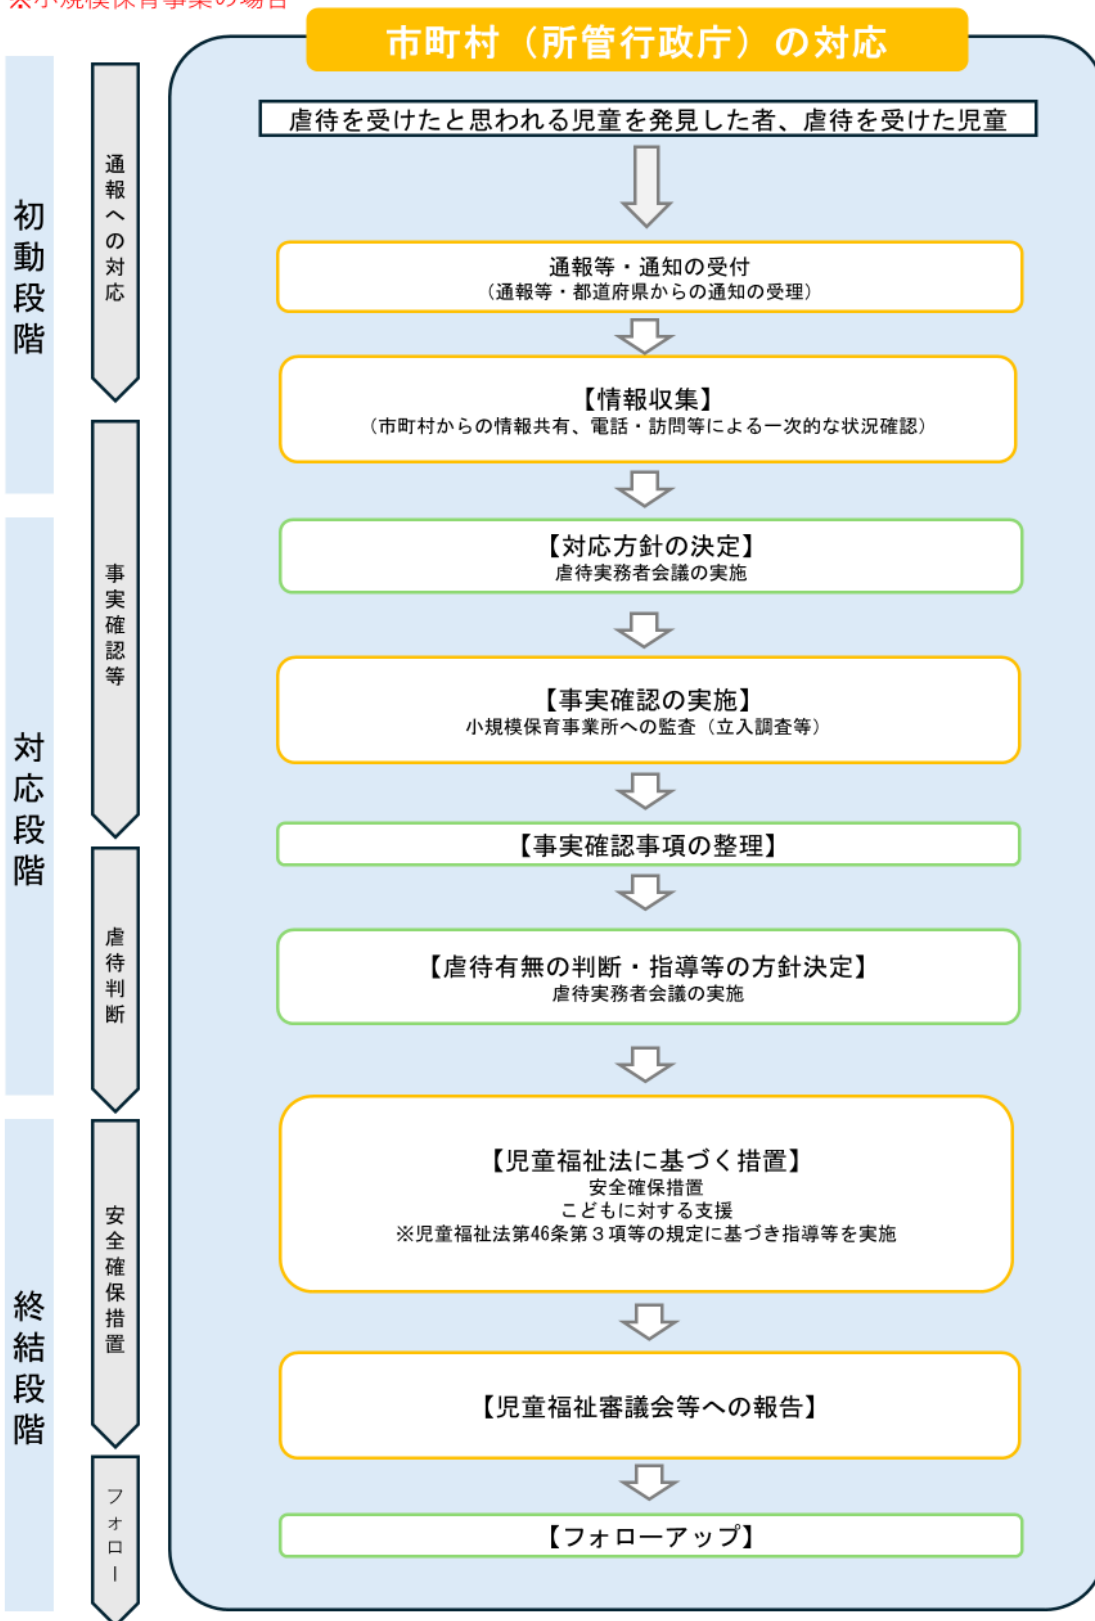 ※小規模保育事業の場合
市町村（所管行政庁）の対応
虐待を受けたと思われる児童を発見した者、虐待を受けた児童
初動段階
通報への対応
通報等・通知の受付
（通報等・都道府県からの通知の受理）
【情報収集】
（市町村からの情報共有、電話・訪問等による一次的な状況確認）
対応段階
事実確認等
【対応方針の決定】
虐待実務者会議の実施
【事実確認の実施】
小規模保育事業所への監査（立入調査等）
【事実確認事項の整理】
虐待判断
【虐待有無の判断・指導等の方針決定】
虐待実務者会議の実施
終結段階
安全確保措置
【児童福祉法に基づく措置】
安全確保措置
こどもに対する支援
※児童福祉法第46条第３項等の規定に基づき指導等を実施
【児童福祉審議会等への報告】
フォロー
【フォローアップ】